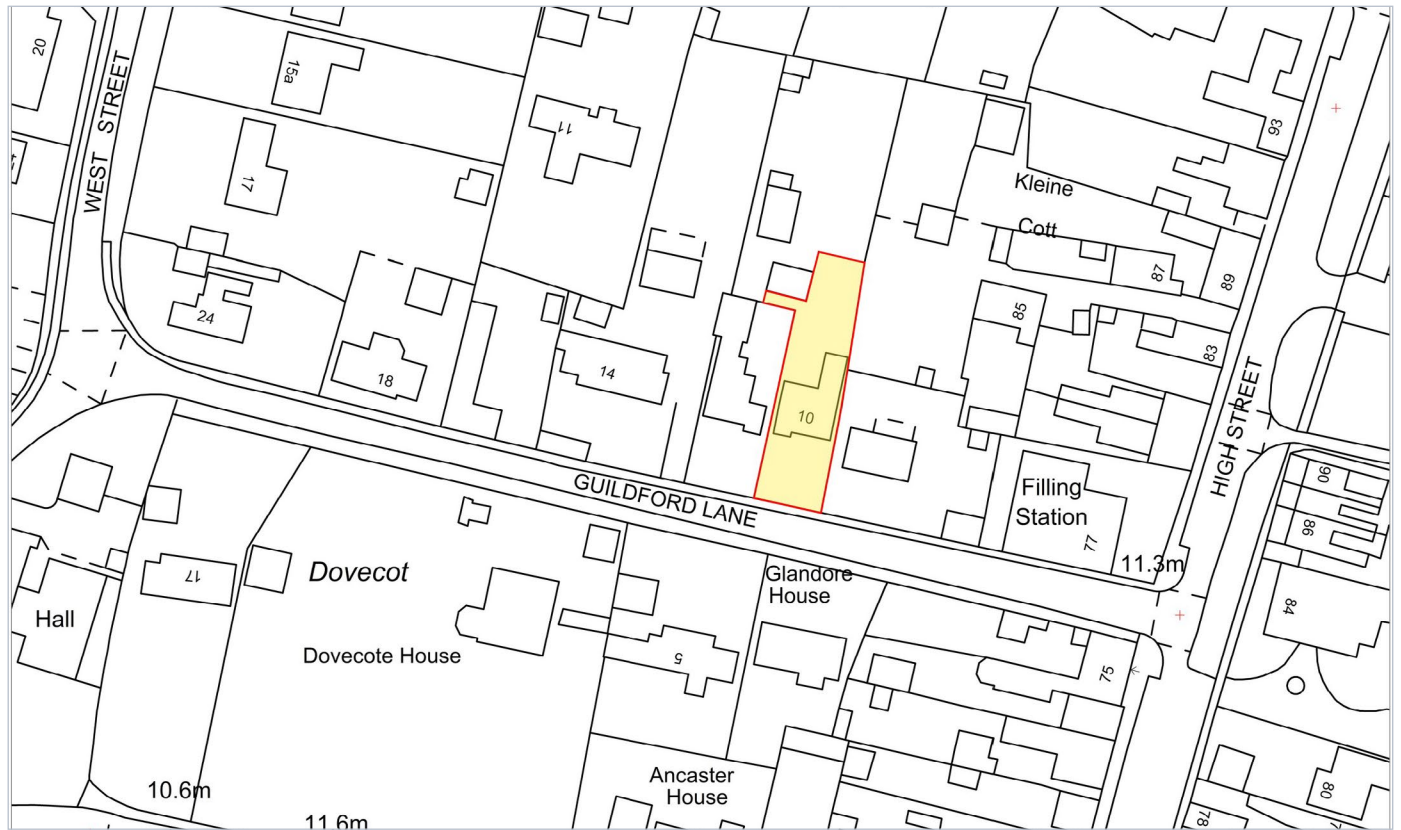 20
WEST STREET
15a
11
93
17
Kleine
Cott
87
89
24
85
83
18
14
10
HIGH STREET
GUILDFORD LANE
Filling
Station
77
90
86
11.3m
17
Dovecot
Glandore
House
84
Hall
Dovecote House
5
75
Ancaster
House
10.6m
80
11.6m
78